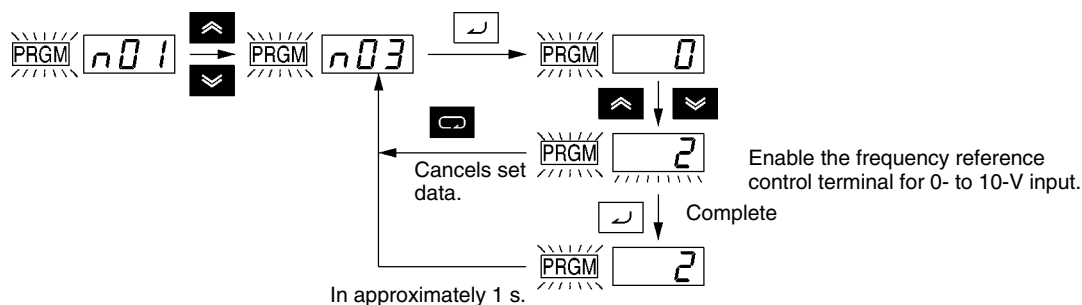 PRGM n01 PRGM n03 PRGM 0
PRGM 2
Cancels set
data.
Enable the frequency reference
control terminal for 0- to 10-V input.
Complete
PRGM 2
In approximately 1 s.